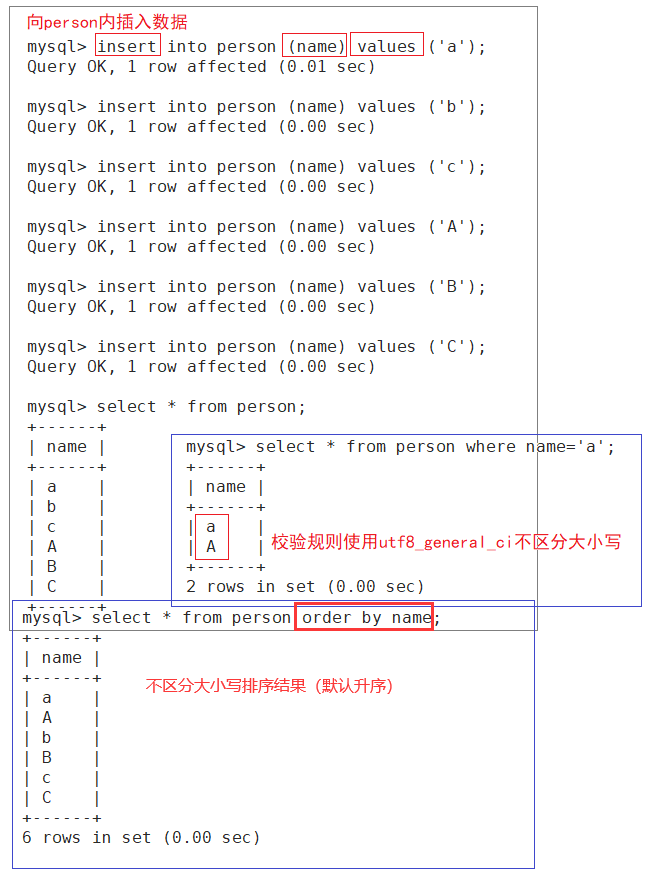 向person内插入数据
mysql> insert into person (name) values ('a');
Query OK, 1 row affected (0.01 sec)
mysql> insert into person (name) values ('b');
Query OK, 1 row affected (0.00 sec)
mysql> insert into person (name) values ('c');
Query OK, 1 row affected (0.00 sec)
mysql> insert into person (name) values ('A');
Query OK, 1 row affected (0.00 sec)
mysql> insert into person (name) values ('B');
Query OK, 1 row affected (0.00 sec)
mysql> insert into person (name) values ('C');
Query OK, 1 row affected (0.00 sec)
mysql> select * from person;
+------+
| name |
+------+
| a    |
| b    |
| c    |
| A    |
| B    |
| C    |
+------+
mysql> select * from person where name='a';
+------+
| name |
+------+
| a    |
| A    |
+------+
2 rows in set (0.00 sec)
校验规则使用utf8_general_ci不区分大小写
mysql> select * from person order by name;
+------+
| name |
+------+
| a    |
| A    |
| b    |
| B    |
| c    |
| C    |
+------+
6 rows in set (0.00 sec)
不区分大小写排序结果（默认升序）